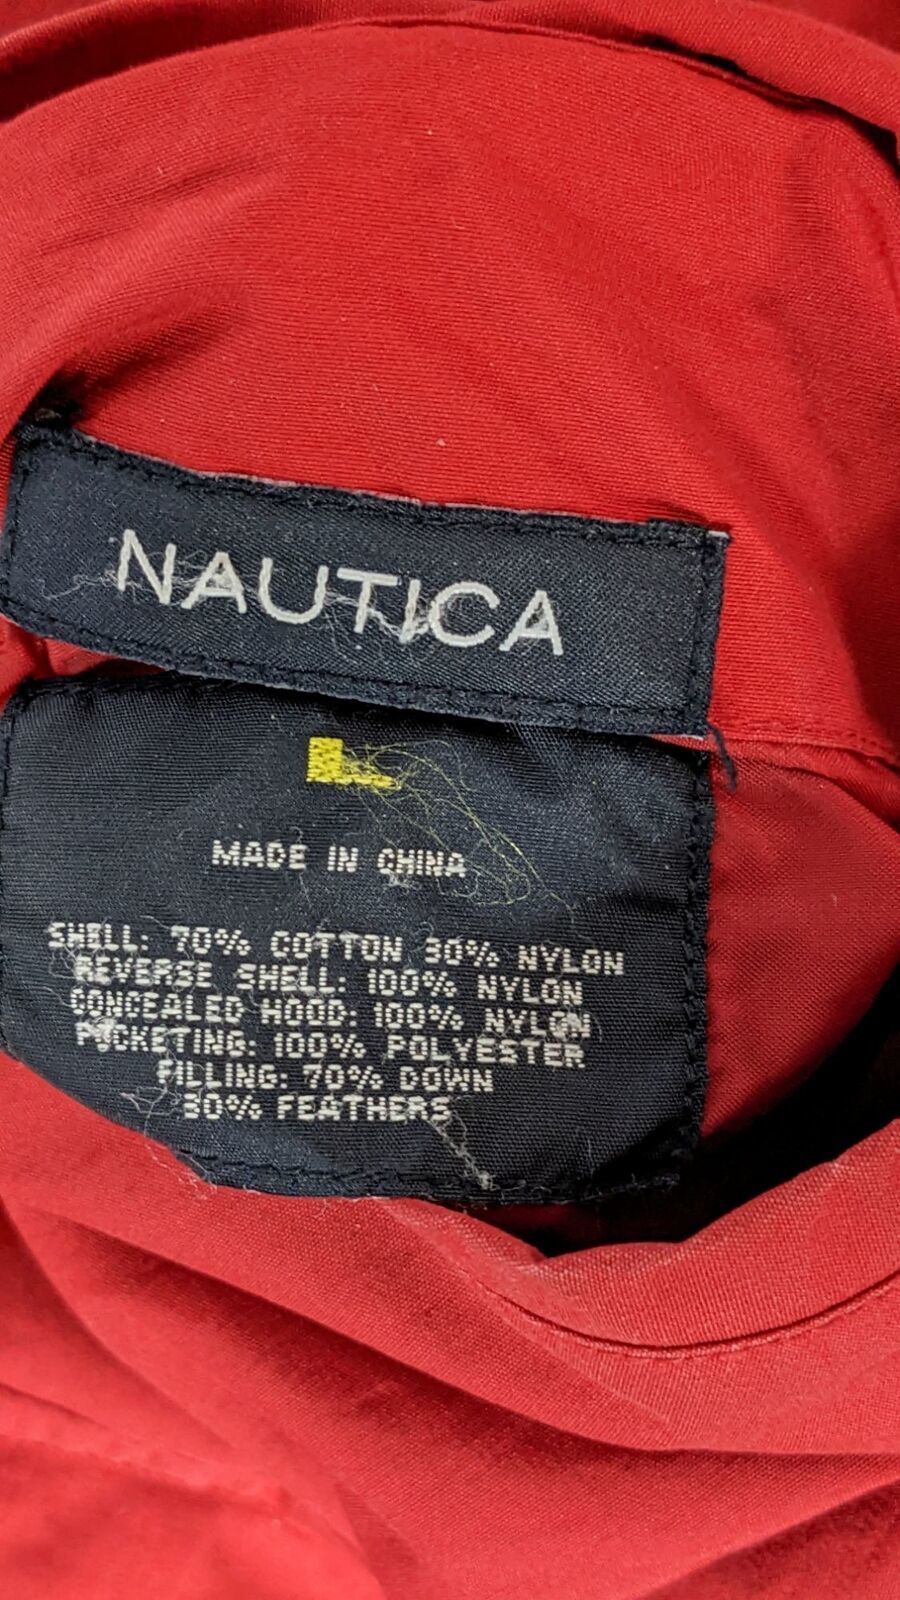 NAUTICA
L
MADE IN CHINA
SHELL: 70% COTTON 30% NYLON
REVERSE SHELL: 100% NYLON
CONCEALED HOOD: 100% NYLON
POCKETING: 100% POLYESTER
FILLING: 70% DOWN
30% FEATHERS